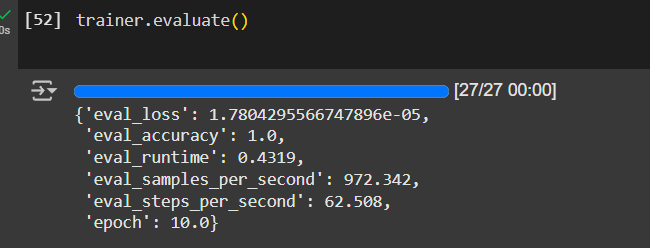 [52] trainer.evaluate()
0s
[27/27 00:00]
{'eval_loss': 1.7804295566747896e-05,
'eval_accuracy': 1.0,
'eval_runtime': 0.4319,
'eval_samples_per_second': 972.342,
'eval_steps_per_second': 62.508,
'epoch': 10.0}